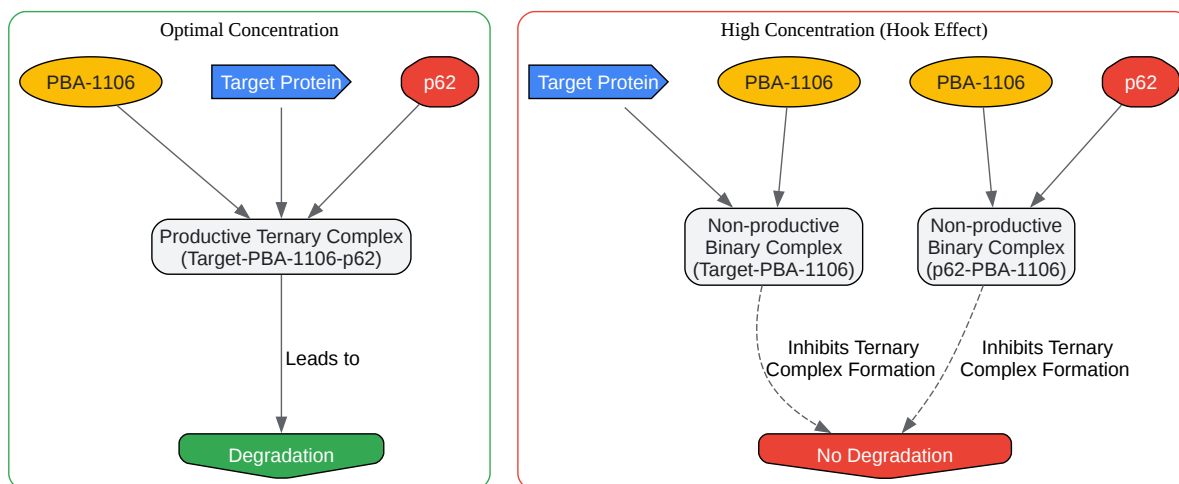 Optimal Concentration
PBA-1106
Target Protein
p62
Productive Ternary Complex
(Target-PBA-1106-p62)
Leads to
Degradation
High Concentration (Hook Effect)
Target Protein
PBA-1106
PBA-1106
p62
Non-productive
Binary Complex
(Target-PBA-1106)
Non-productive
Binary Complex
(p62-PBA-1106)
Inhibits Ternary
Complex Formation
Inhibits Ternary
Complex Formation
No Degradation